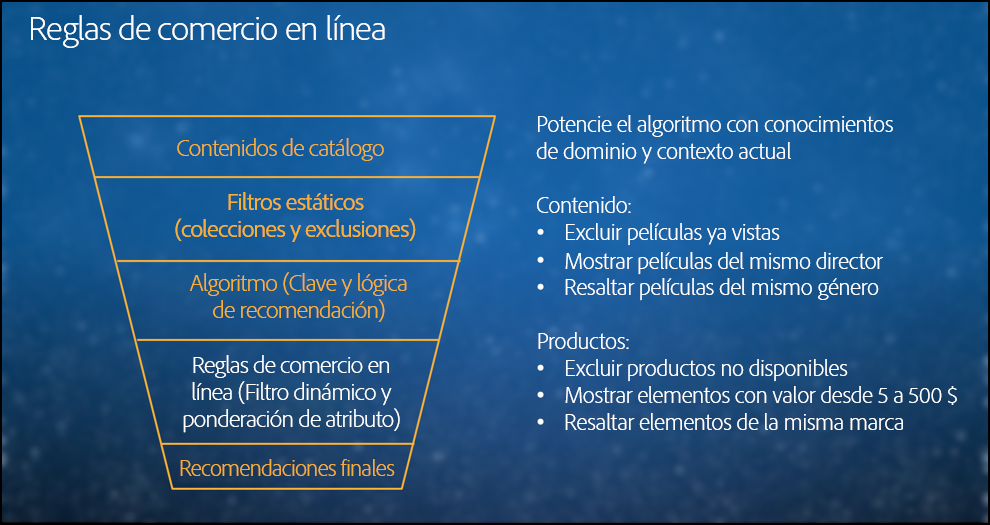 Reglas de comercio en línea
Contenidos de catálogo
Filtros estáticos
(colecciones y exclusiones)
Algoritmo (Clave y lógica
de recomendación)
Reglas de comercio en
línea (Filtro dinámico y
ponderación de atributo)
Recomendaciones finales
Potencie el algoritmo con conocimientos
de dominio y contexto actual
Contenido:
• Excluir películas ya vistas
• Mostrar películas del mismo director
• Resaltar películas del mismo género
Productos:
• Excluir productos no disponibles
• Mostrar elementos con valor desde 5 a 500 $
• Resaltar elementos de la misma marca